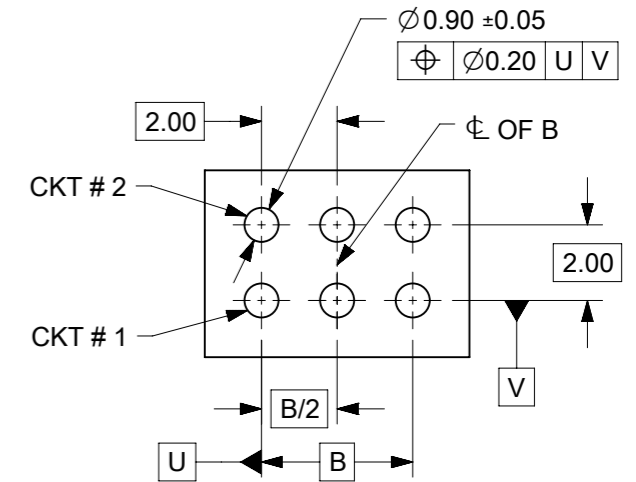 ∅0.90 ±0.05
⌖ ∅0.20 U V
2.00
℄ OF B
CKT # 2
2.00
CKT # 1
V
B/2
U
B